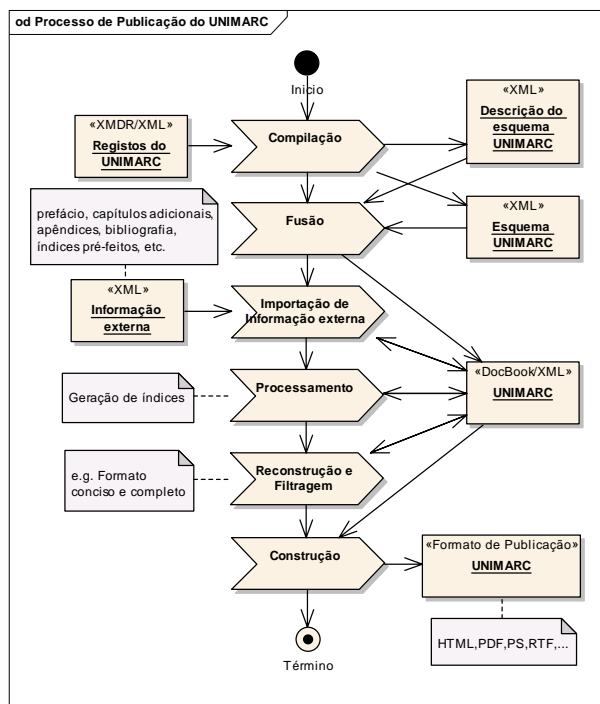 od Processo de Publicação do UNIMARC
Inicio
«XMDR/XML»
Registos do
UNIMARC
Compilação
«XML»
Descrição do
esquema
UNIMARC
prefácio, capítulos adicionais,
apêndices, bibliografia,
índices pré-feitos, etc.
Fusão
«XML»
Esquema
UNIMARC
«XML»
Informação
externa
Importação de
Informação externa
«DocBook/XML»
UNIMARC
Geração de índices
Processamento
e.g. Formato
conciso e completo
Reconstrução e
Filtragem
Construção
«Formato de Publicação»
UNIMARC
HTML,PDF,PS,RTF,...
Término